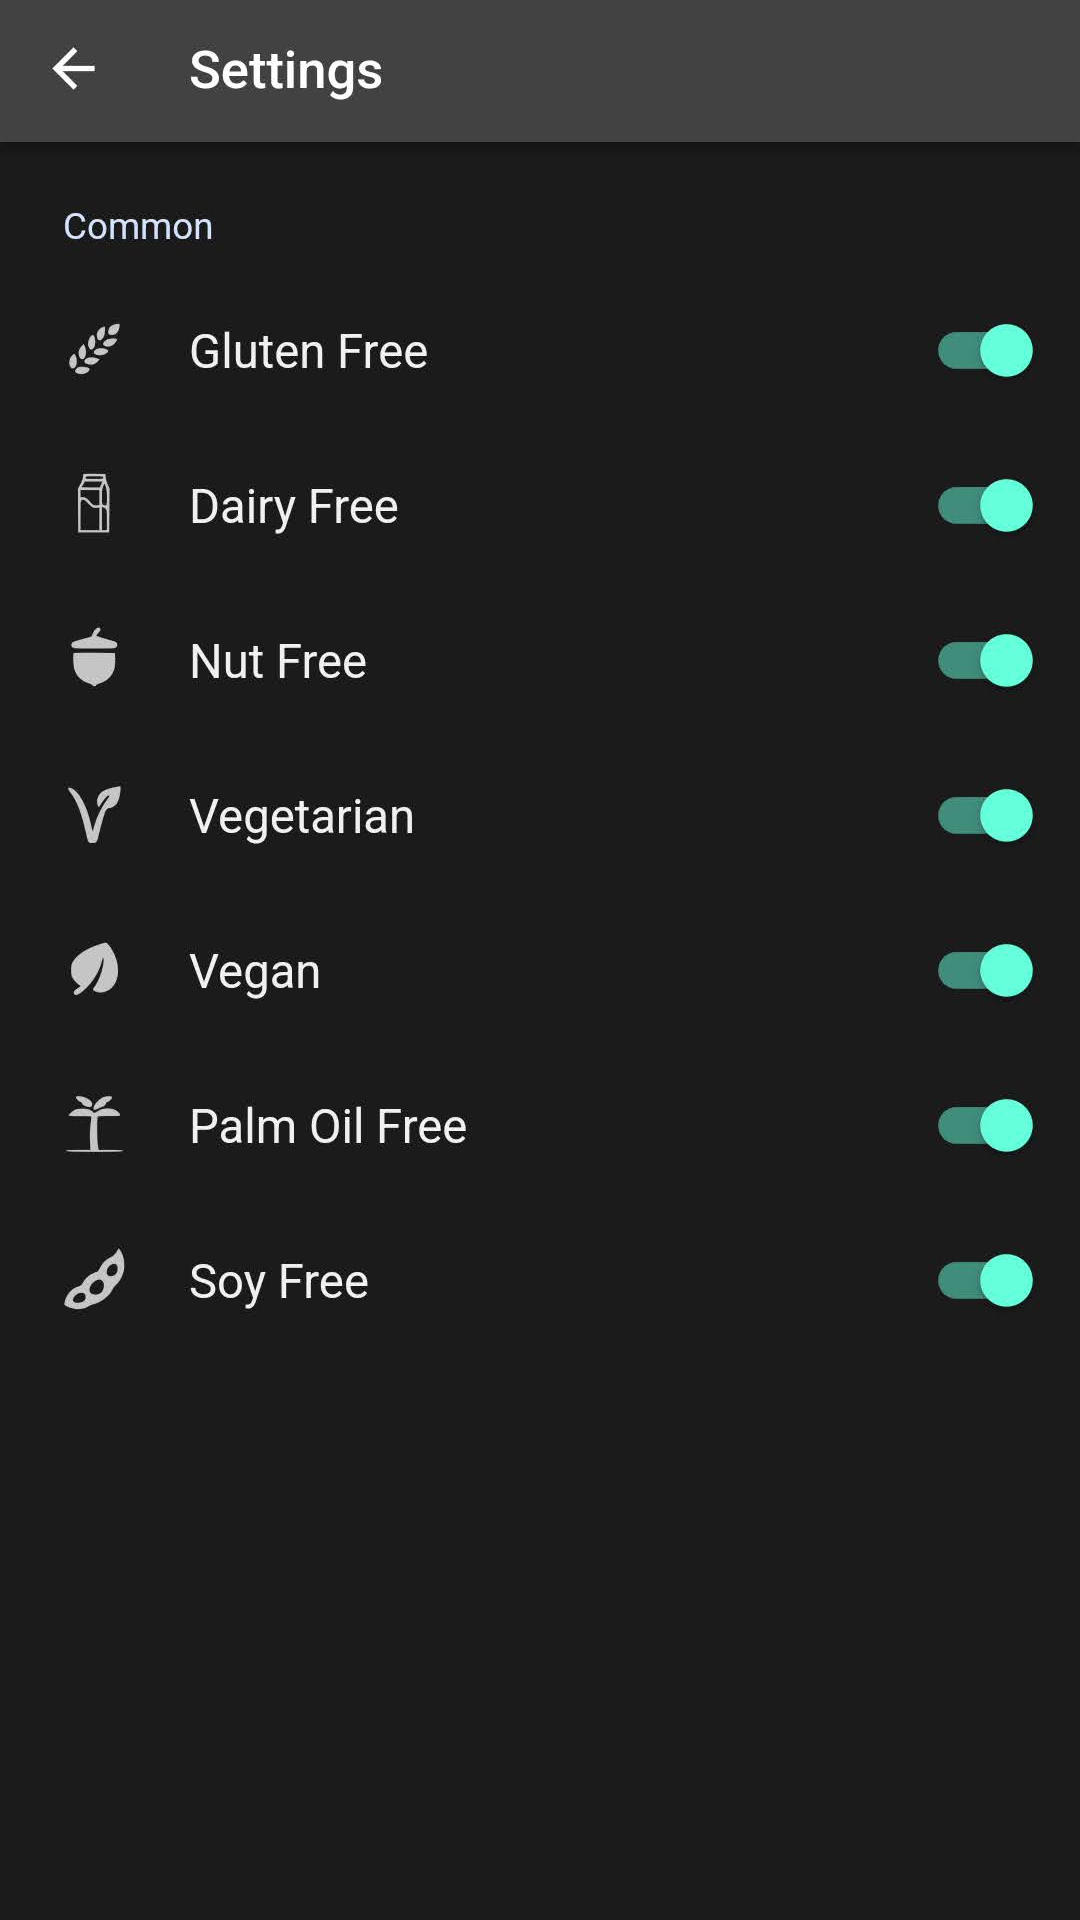 Settings
Common
Gluten Free
Dairy Free
Nut Free
Vegetarian
Vegan
Palm Oil Free
Soy Free